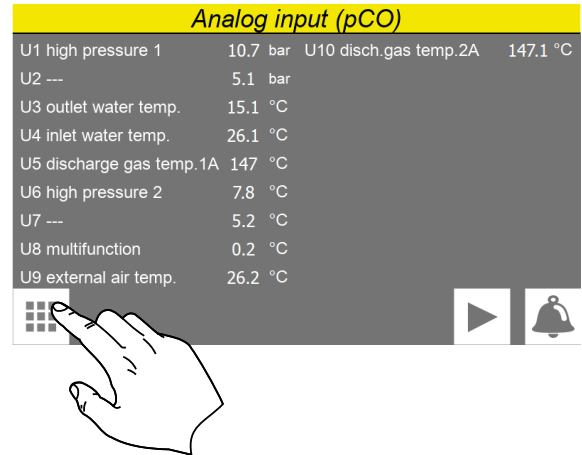 Analog input (pCO)
U1 high pressure 1 10.7 bar U10 disch.gas temp.2A 147.1 °C
U2 --- 5.1 bar
U3 outlet water temp. 15.1 °C
U4 inlet water temp. 26.1 °C
U5 discharge gas temp.1A 147 °C
U6 high pressure 2 7.8 °C
U7 --- 5.2 °C
U8 multifunction 0.2 °C
U9 external air temp. 26.2 °C